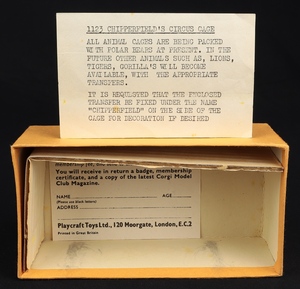 1123 CHIPPERFIELD'S CIRCUS CAGE
ALL ANIMAL CAGES ARE BEING PACKED
WITH POLAR BEARS AT PRESENT. IN THE
FUTURE OTHER ANIMALS SUCH AS, LIONS,
TIGERS, GORILLA'S WILL BECOME
AVAILABLE, WITH THE APPROPRIATE
TRANSFERS.
IT IS REQUESTED THAT THE ENCLOSED
TRANSFER BE FIXED UNDER THE NAME
"CHIPPERFIELD" ON THE SIDE OF THE
CAGE FOR DECORATION IF DESIRED
You will receive in return a badge, membership
certificate, and a copy of the latest Corgi Model
Club Magazine.
NAME AGE
(Please use block letters)
ADDRESS
Playcraft Toys Ltd., 120 Moorgate, London, E.C.2
Printed in Great Britain